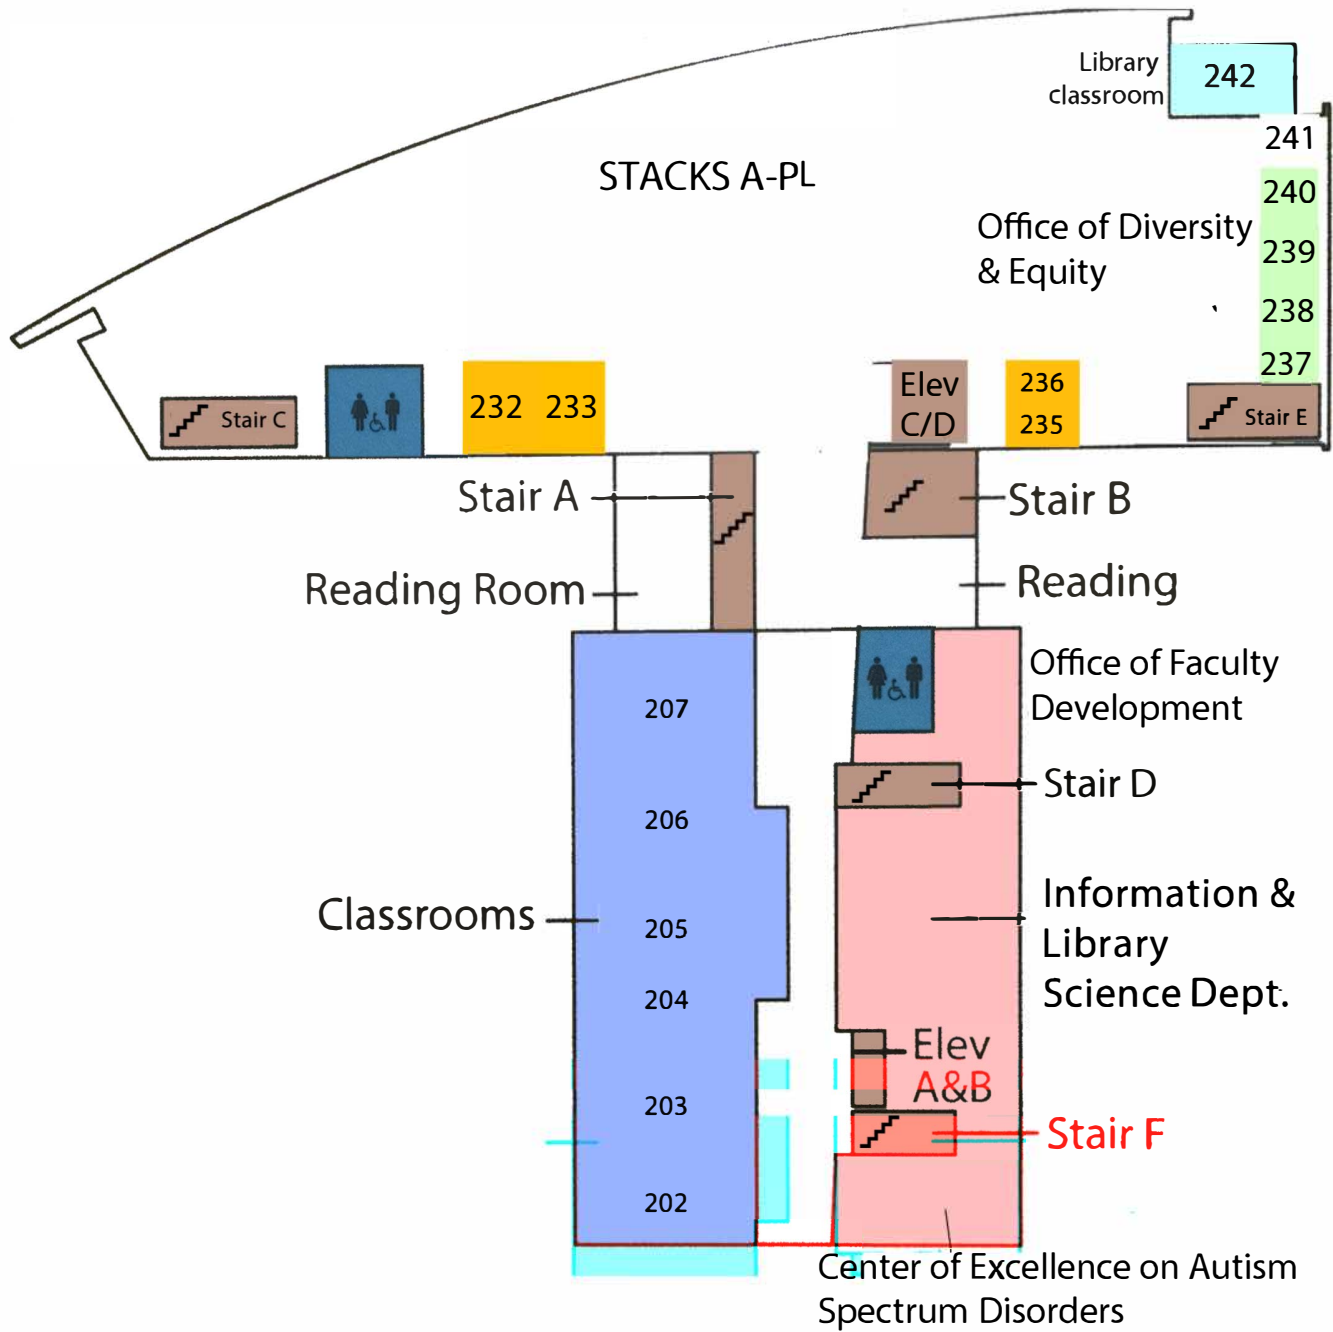 Library
classroom
242
241
STACKS A-PL
240
Office of Diversity
& Equity
239
238
237
Stair C
232 233
Elev
C/D
236
235
Stair E
Stair A
Stair B
Reading Room
Reading
207
Office of Faculty
Development
Stair D
206
Classrooms
205
Information &
Library
Science Dept.
204
Elev
A&B
203
Stair F
202
Center of Excellence on Autism
Spectrum Disorders